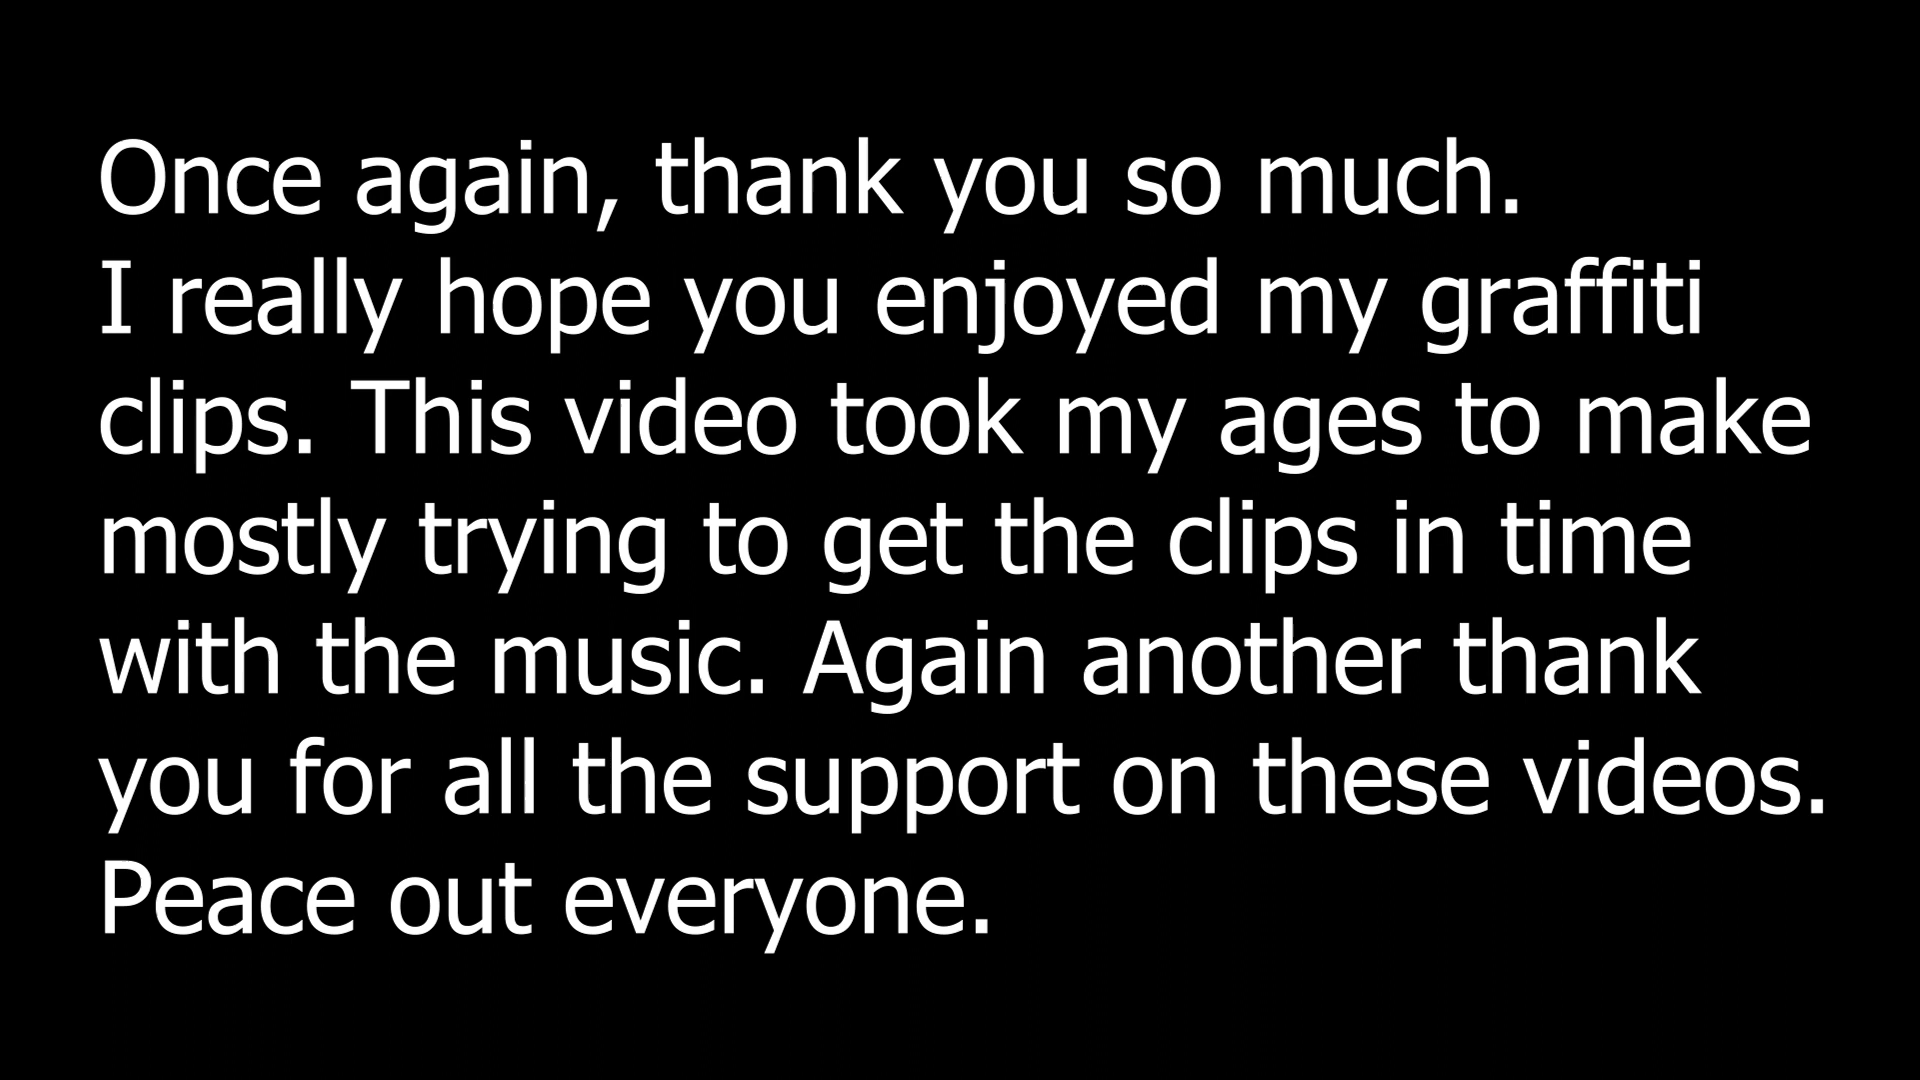 Once again, thank you so much.
I really hope you enjoyed my graffiti
clips. This video took my ages to make
mostly trying to get the clips in time
with the music. Again another thank
you for all the support on these videos.
Peace out everyone.